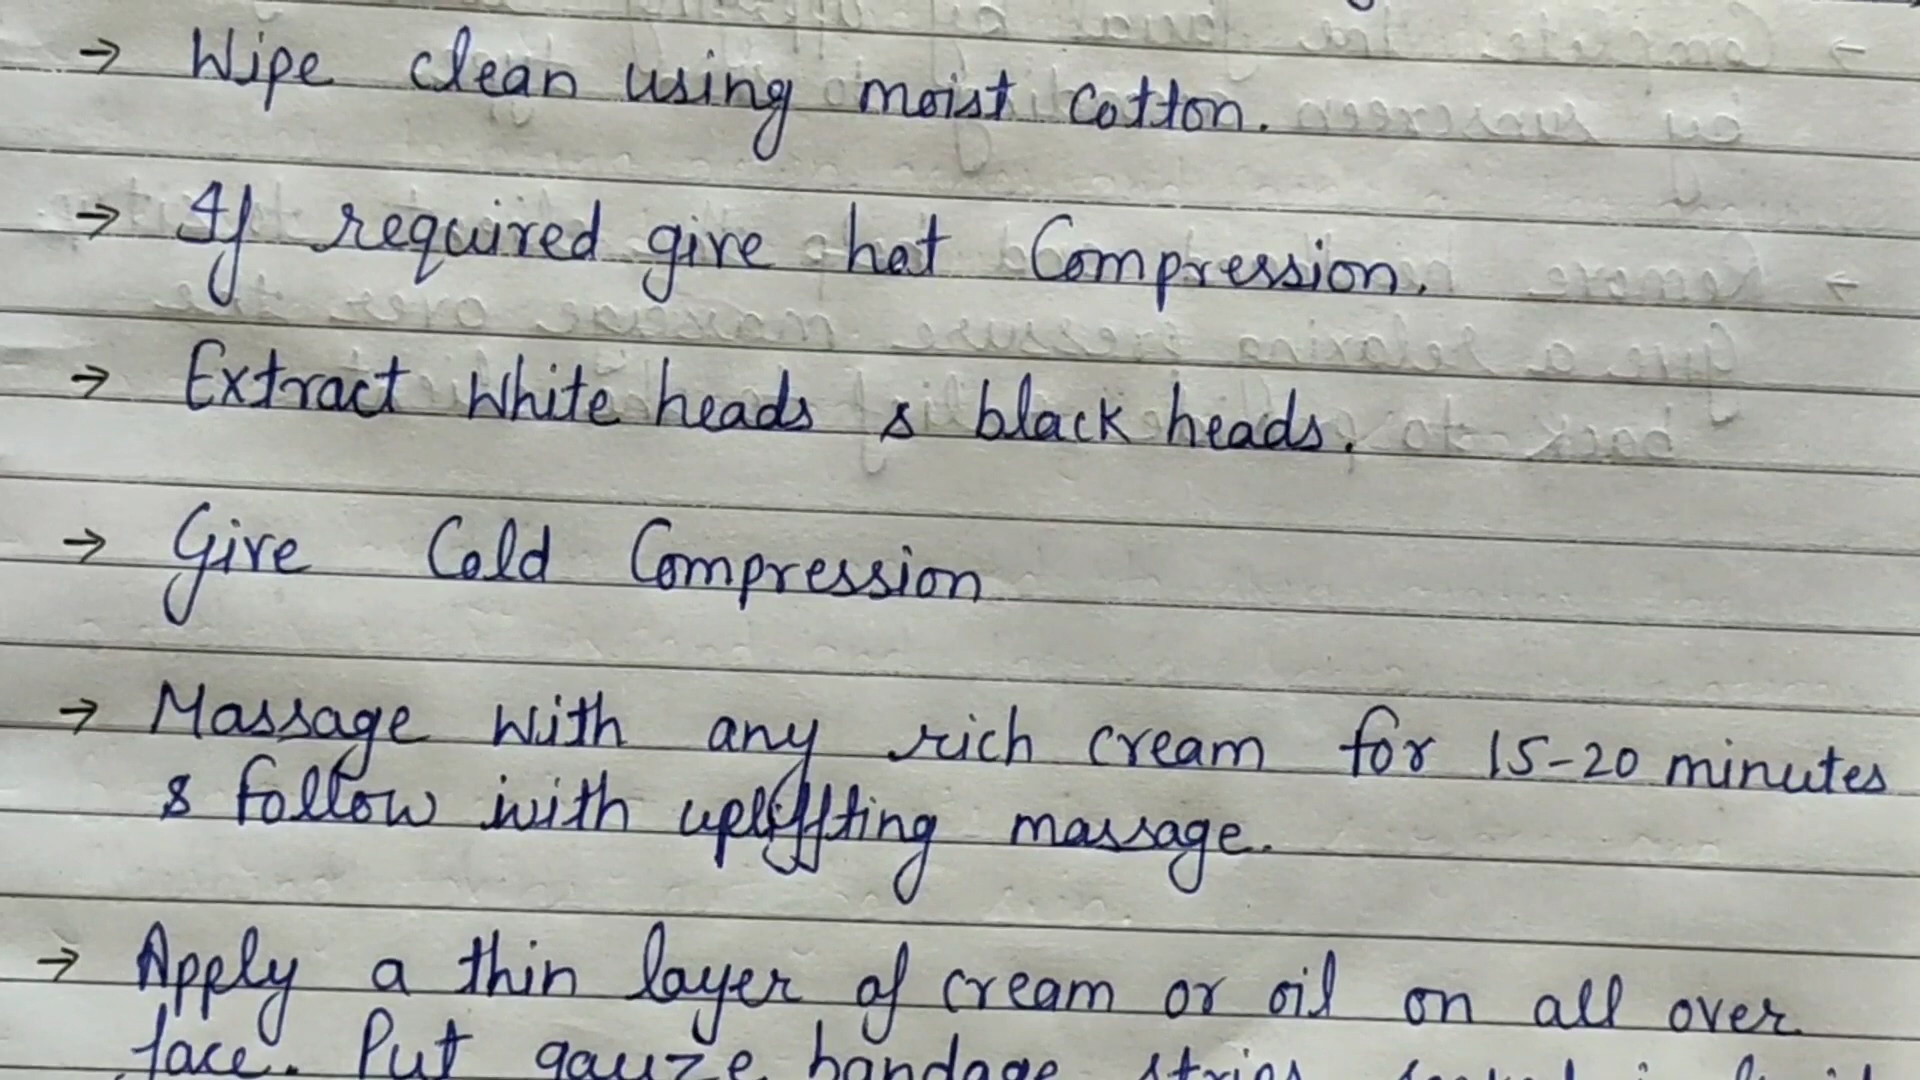 → Wipe clean using moist cotton.
→ If required give hot Compression.
→ Extract White heads & black heads.
→ Give Cold Compression
→ Massage with any rich cream for 15-20 minutes
& follow with uplifting massage.
→ Apply a thin layer of cream or oil on all over
face. Put gauze bandage strips